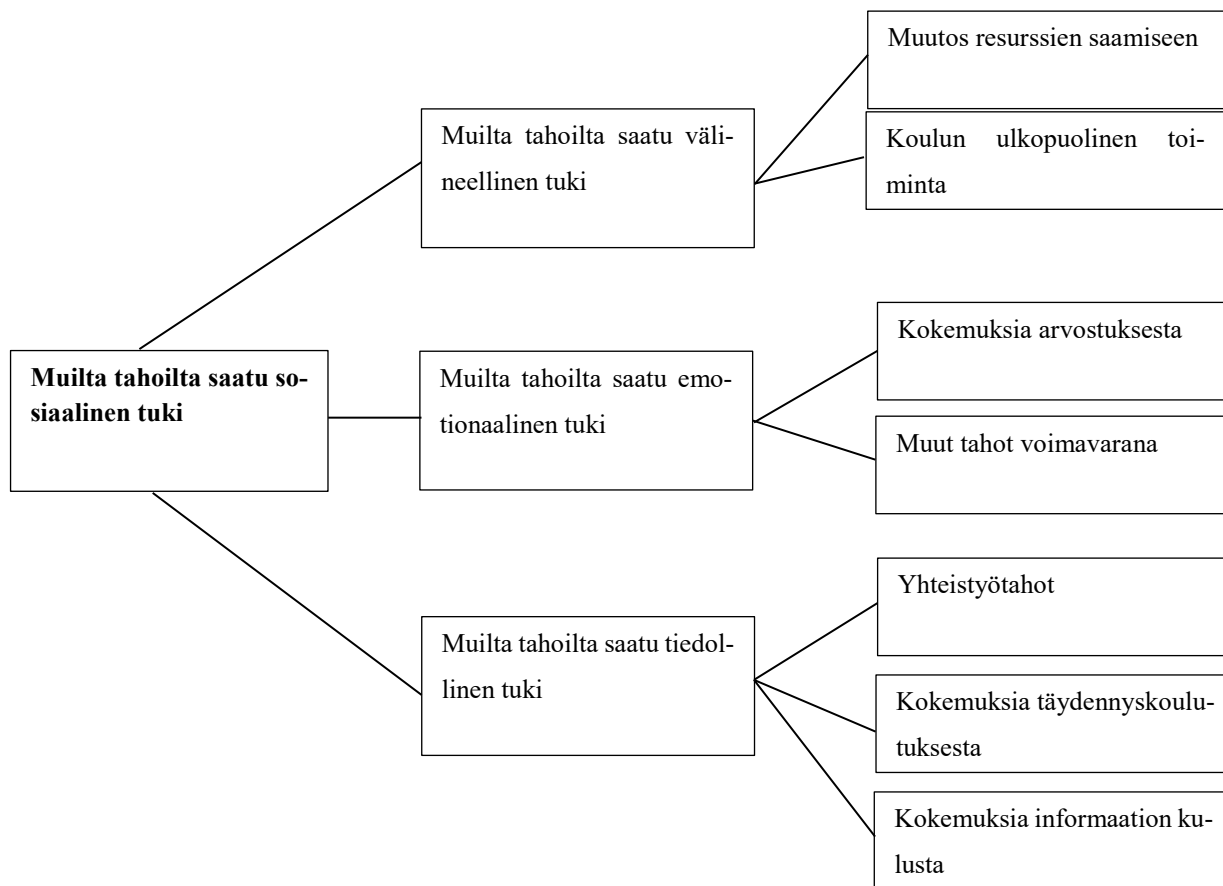 Muutos resurssien saamiseen
Koulun ulkopuolinen toi-
minta
Muilta tahoilta saatu väli-
neellinen tuki
Kokemuksia arvostuksesta
Muut tahot voimavarana
Muilta tahoilta saatu emo-
tionaalinen tuki
Muilta tahoilta saatu so-
siaalinen tuki
Yhteistyötahot
Kokemuksia täydennyskoulu-
tuksesta
Kokemuksia informaation ku-
lusta
Muilta tahoilta saatu tiedol-
linen tuki